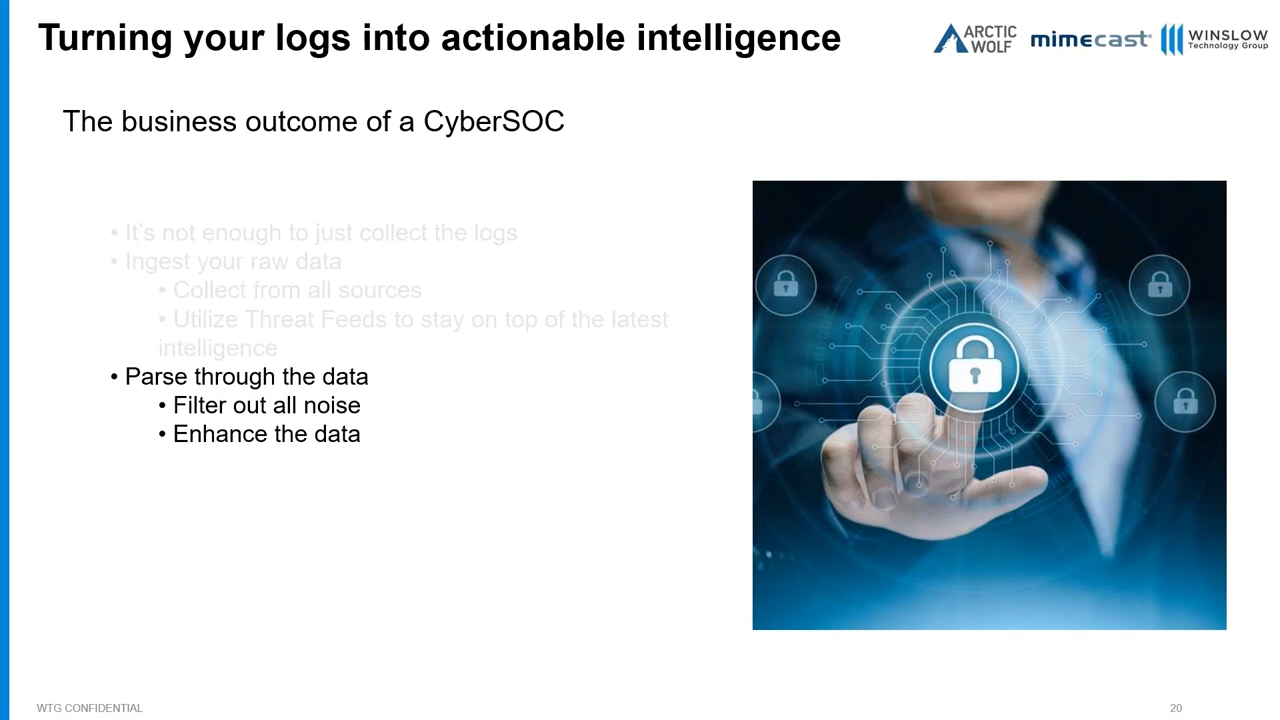 Turning your logs into actionable intelligence
ARCTIC
WOLF
mimecast
WINSLOW
Technology Group
The business outcome of a CyberSOC
• It's not enough to just collect the logs
• Ingest your raw data
• Collect from all sources
• Utilize Threat Feeds to stay on top of the latest
intelligence
• Parse through the data
• Filter out all noise
• Enhance the data
WTG CONFIDENTIAL
20